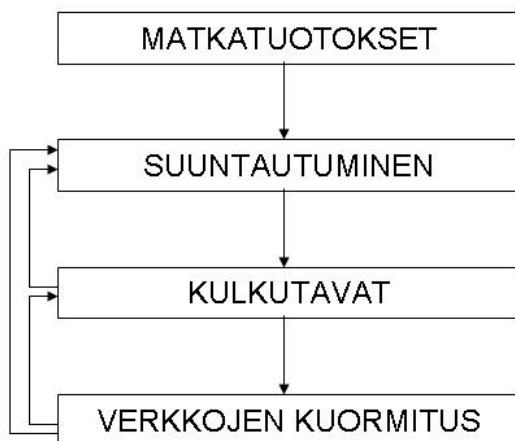 MATKATUOTOKSET
SUUNTAUTUMINEN
KULKUTAVAT
VERKKOJEN KUORMITUS